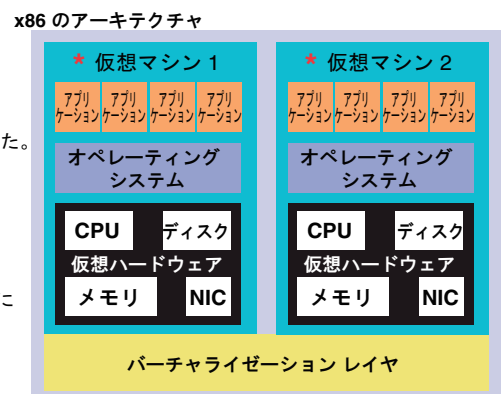 x86 のアーキテクチャ
* 仮想マシン 1
アプリ アプリ アプリ アプリ
ケーション ケーション ケーション ケーション
オペレーティング
システム
CPU ディスク
仮想ハードウェア
メモリ NIC
* 仮想マシン 2
アプリ アプリ アプリ アプリ
ケーション ケーション ケーション ケーション
オペレーティング
システム
CPU ディスク
仮想ハードウェア
メモリ NIC
バーチャライゼーション レイヤ
た。
に